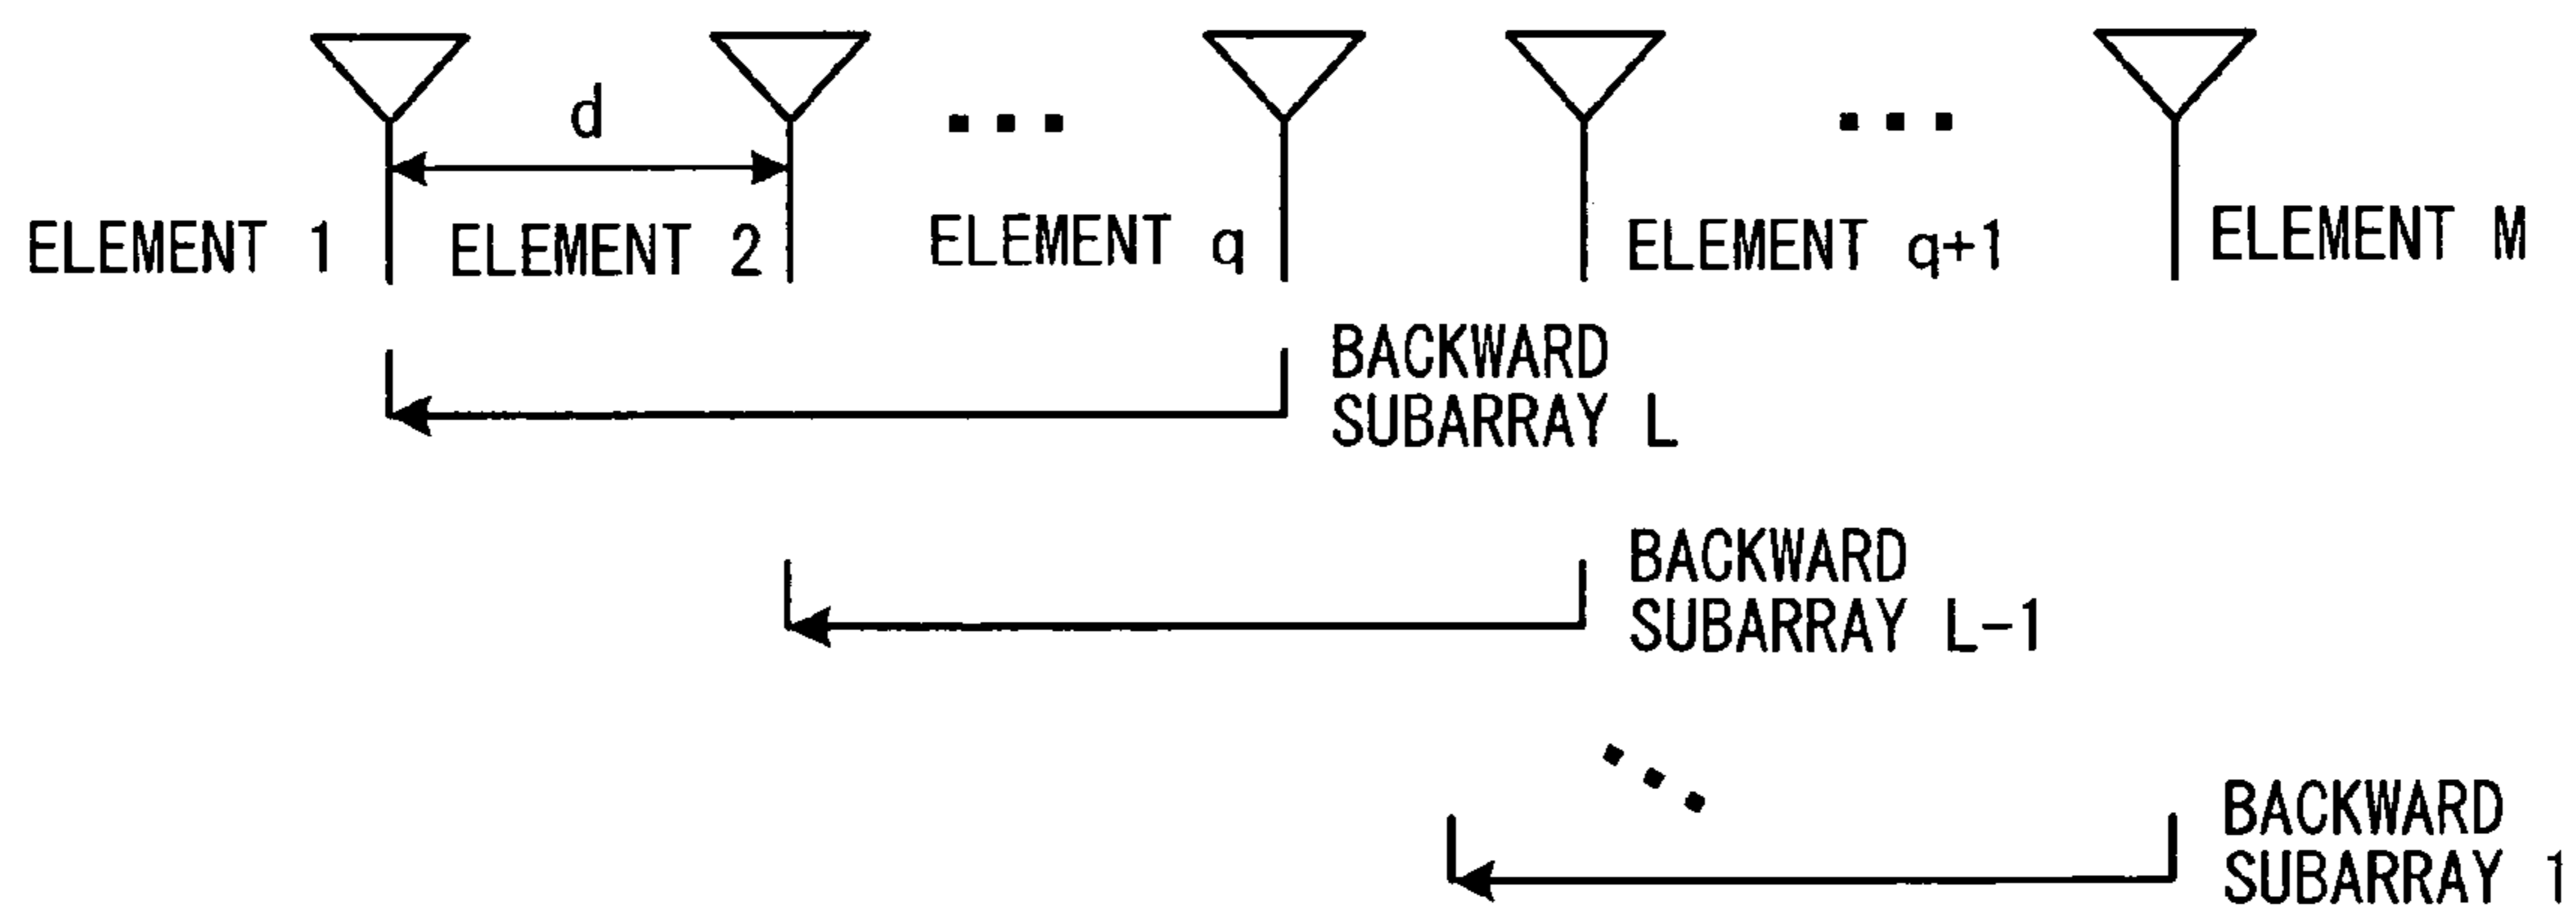 d
ELEMENT 1
ELEMENT 2
ELEMENT q
ELEMENT q+1
ELEMENT M
BACKWARD
SUBARRAY L
BACKWARD
SUBARRAY L-1
BACKWARD
SUBARRAY 1